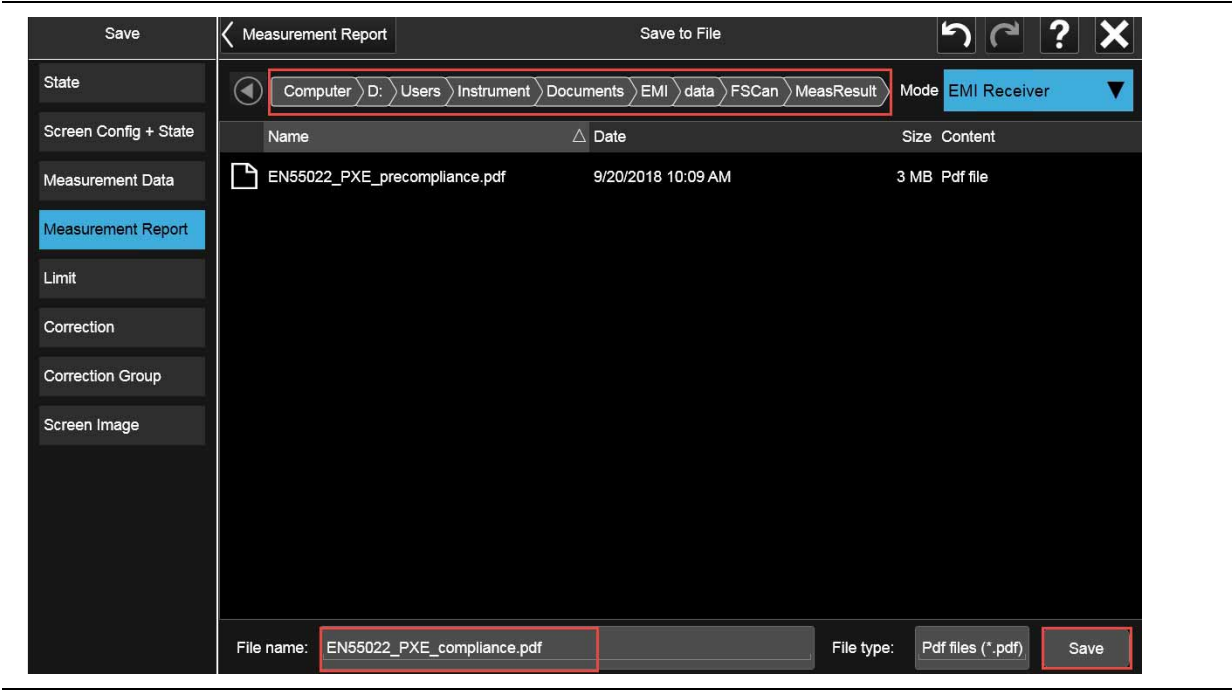 Save
Measurement Report
Save to File
?
State
Computer D: Users Instrument Documents EMI data FSCan MeasResult
Mode EMI Receiver
Screen Config + State
Name Date Size Content
Measurement Data
EN55022_PXE_precompliance.pdf 9/20/2018 10:09 AM 3 MB Pdf file
Measurement Report
Limit
Correction
Correction Group
Screen Image
File name: EN55022_PXE_compliance.pdf File type: Pdf files (*.pdf) Save